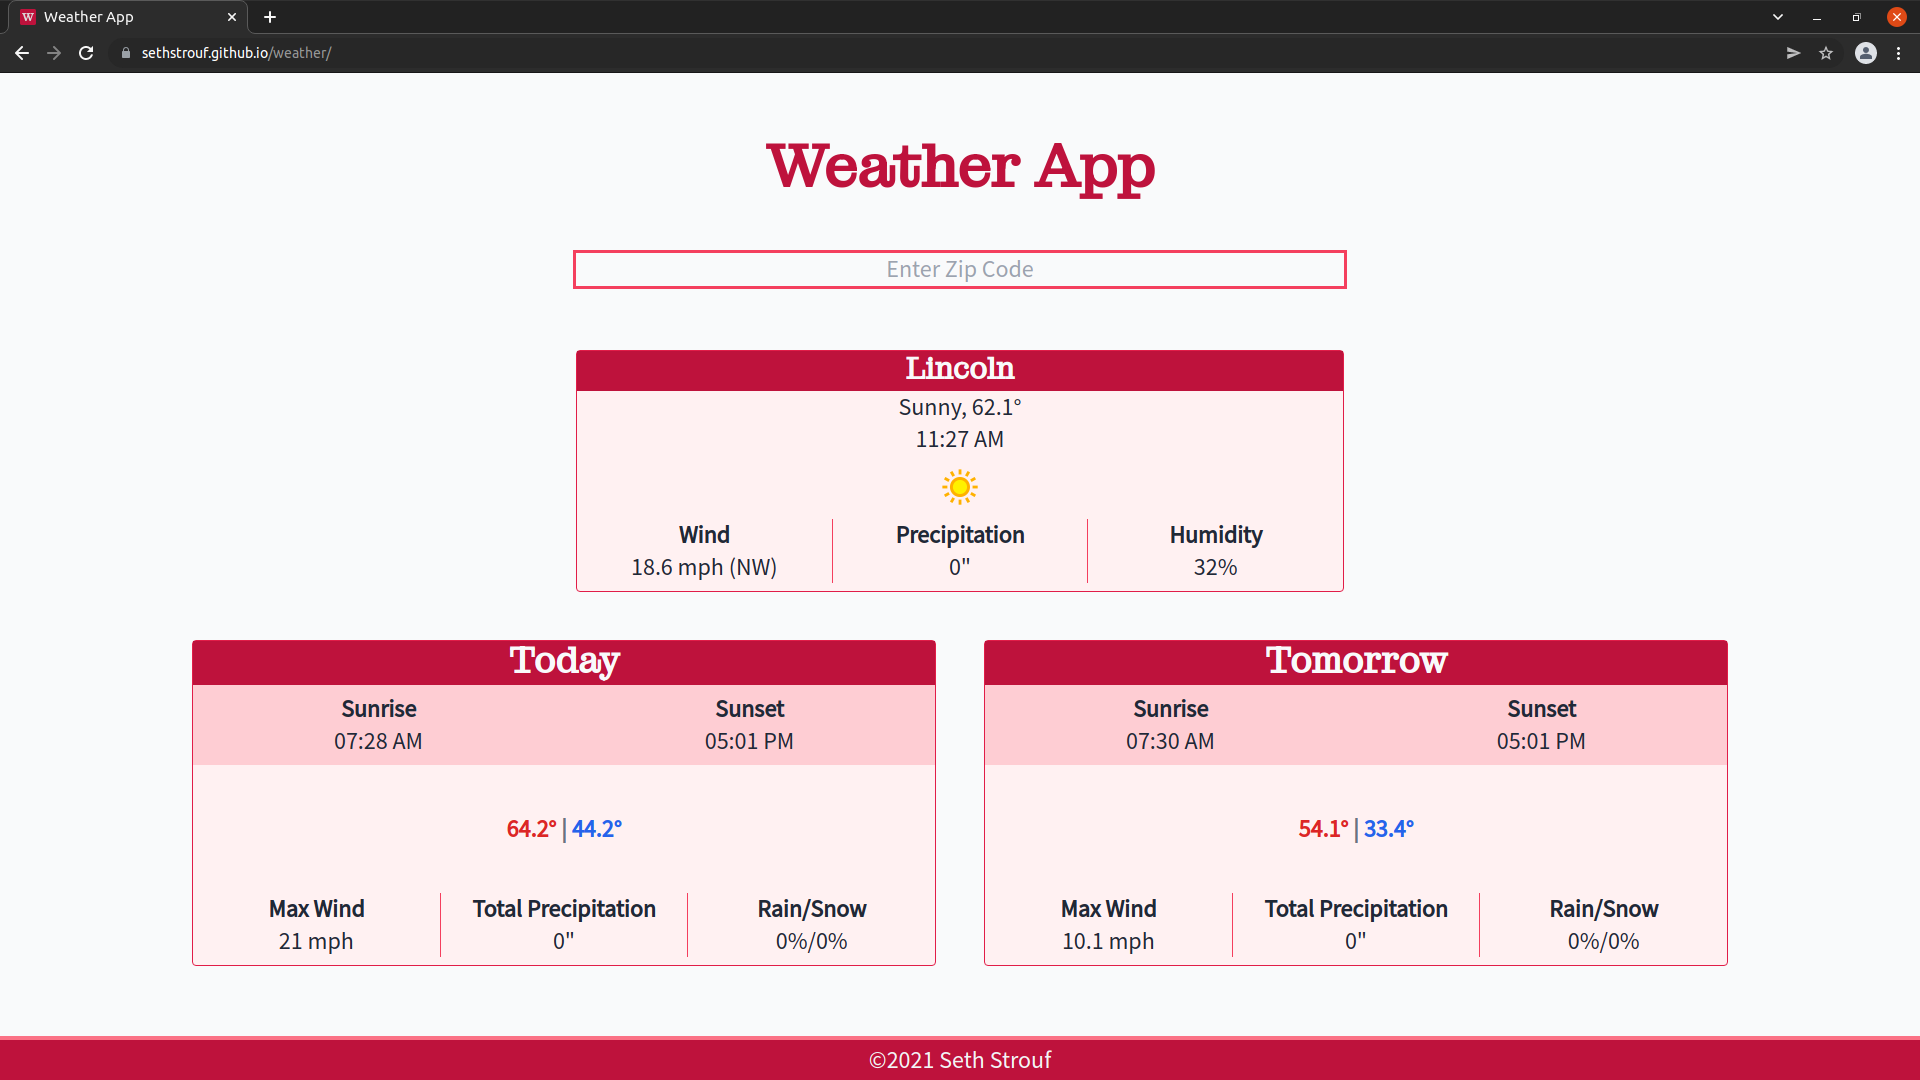 W Weather App
sethstrouf.github.io/weather/
Weather App
Enter Zip Code
Lincoln
Sunny, 62.1°
11:27 AM
Wind Precipitation Humidity
18.6 mph (NW) 0" 32%
Today
Sunrise Sunset
07:28 AM 05:01 PM
64.2° | 44.2°
Max Wind Total Precipitation Rain/Snow
21 mph 0" 0%/0%
Tomorrow
Sunrise Sunset
07:30 AM 05:01 PM
54.1° | 33.4°
Max Wind Total Precipitation Rain/Snow
10.1 mph 0" 0%/0%
©2021 Seth Strouf